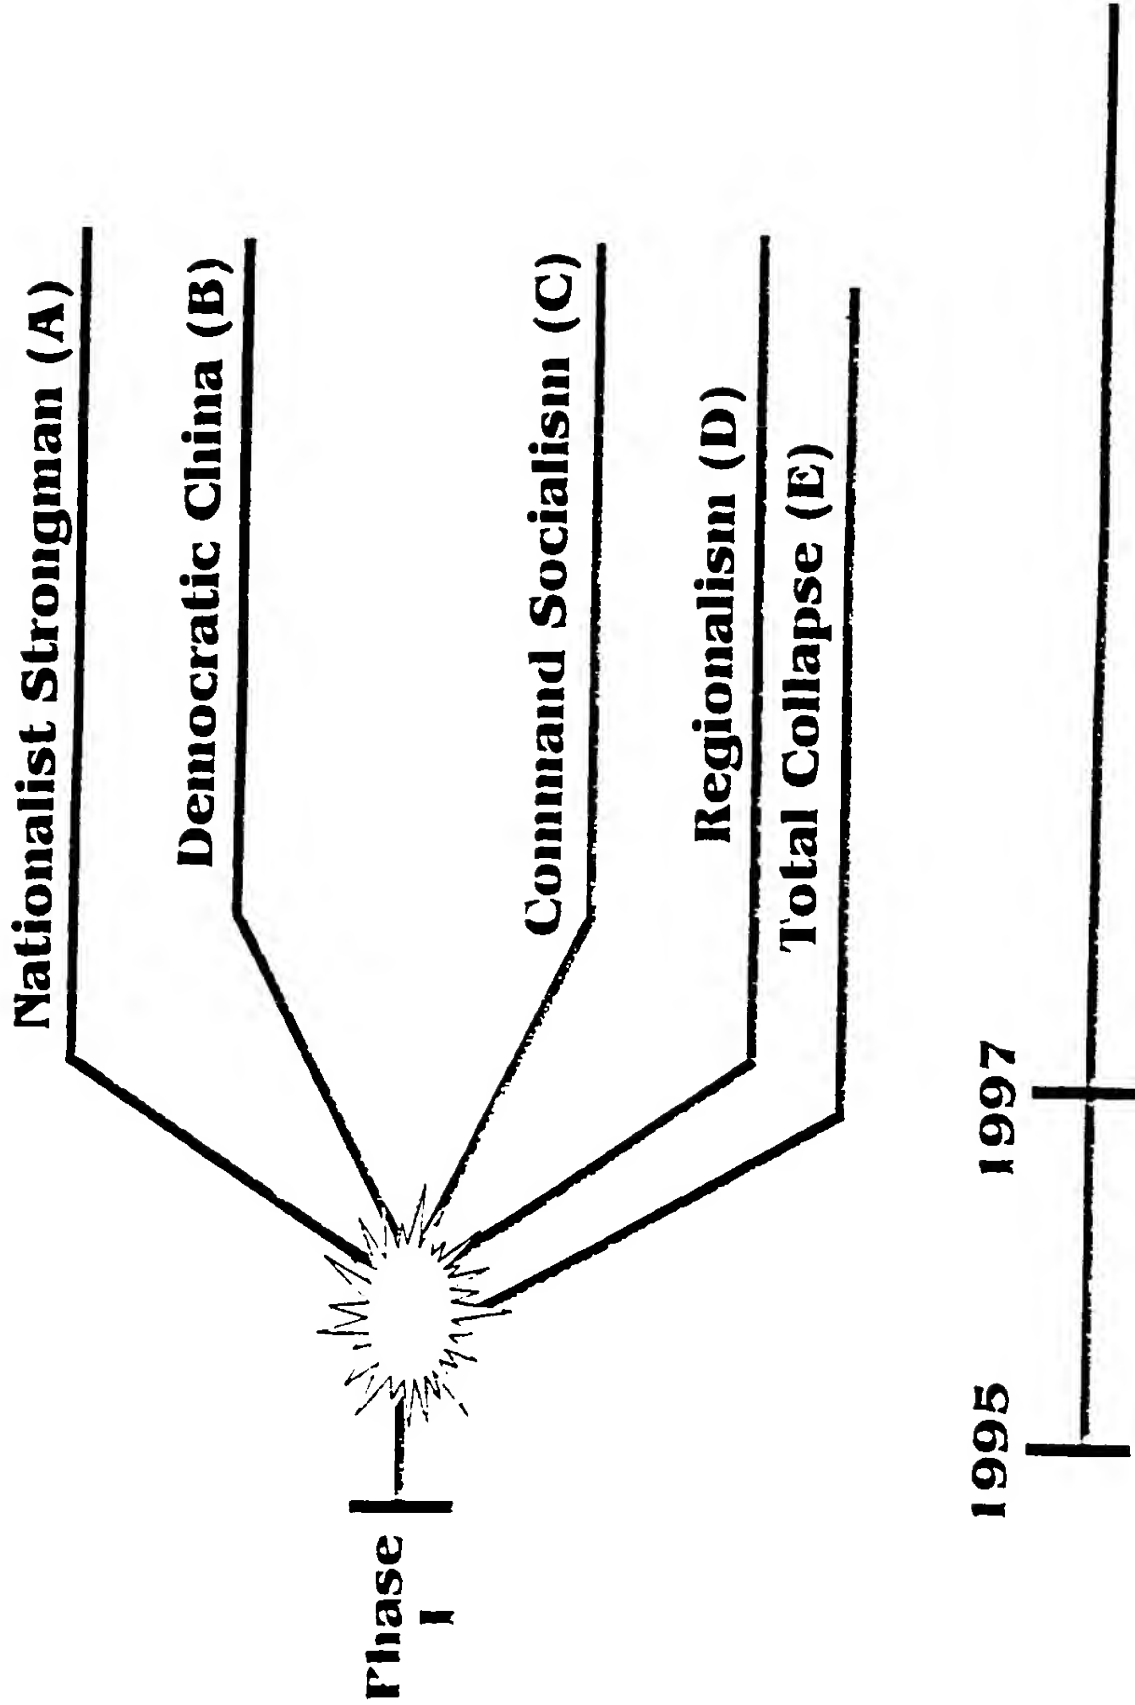 Nationalist Strongman (A)
Democratic China (B)
Phase
I
Command Socialism (C)
Regionalism (D)
Total Collapse (E)
1995
1997